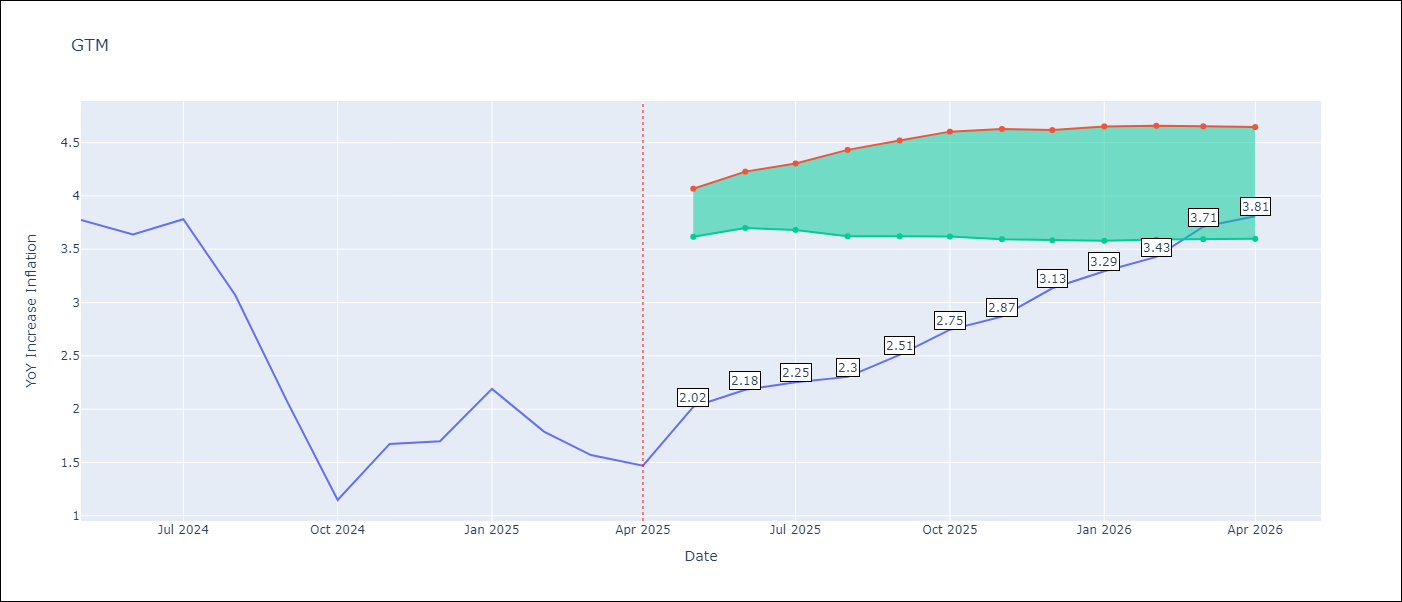 GTM
YoY Increase Inflation
4.5
4
3.5
3
2.5
2
1.5
1
2.02
2.18
2.25
2.3
2.51
2.75
2.87
3.13
3.29
3.43
3.71
3.81
Jul 2024
Oct 2024
Jan 2025
Apr 2025
Jul 2025
Oct 2025
Jan 2026
Apr 2026
Date